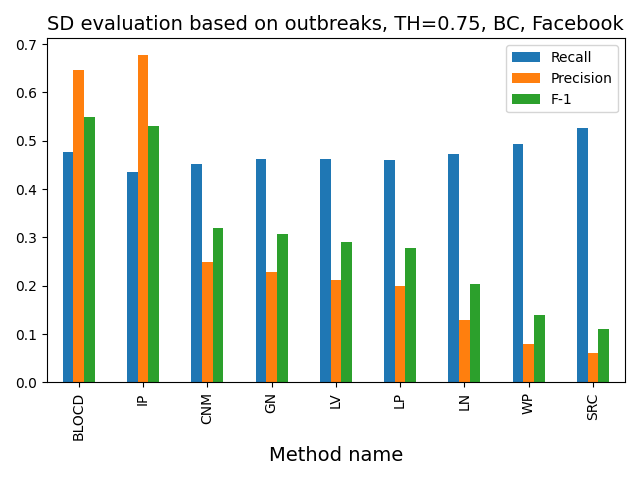 SD evaluation based on outbreaks, TH=0.75, BC, Facebook
Recall
Precision
F-1
0.7
0.6
0.5
0.4
0.3
0.2
0.1
0.0
BLOCD
IP
CNM
GN
LV
LP
LN
WP
SRC
Method name